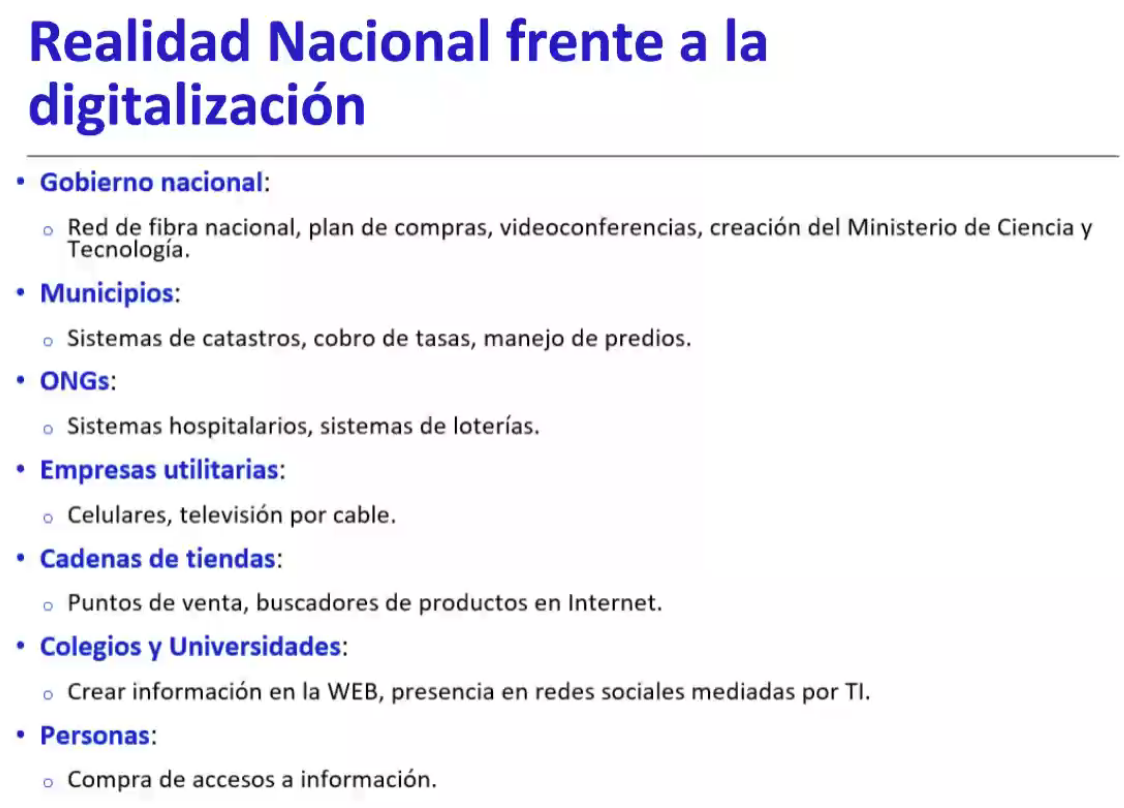 Realidad Nacional frente a la
digitalización
• Gobierno nacional:
o Red de fibra nacional, plan de compras, videoconferencias, creación del Ministerio de Ciencia y
Tecnología.
• Municipios:
o Sistemas de catastros, cobro de tasas, manejo de predios.
• ONGs:
o Sistemas hospitalarios, sistemas de loterías.
• Empresas utilitarias:
o Celulares, televisión por cable.
• Cadenas de tiendas:
o Puntos de venta, buscadores de productos en Internet.
• Colegios y Universidades:
o Crear información en la WEB, presencia en redes sociales mediadas por TI.
• Personas:
o Compra de accesos a información.